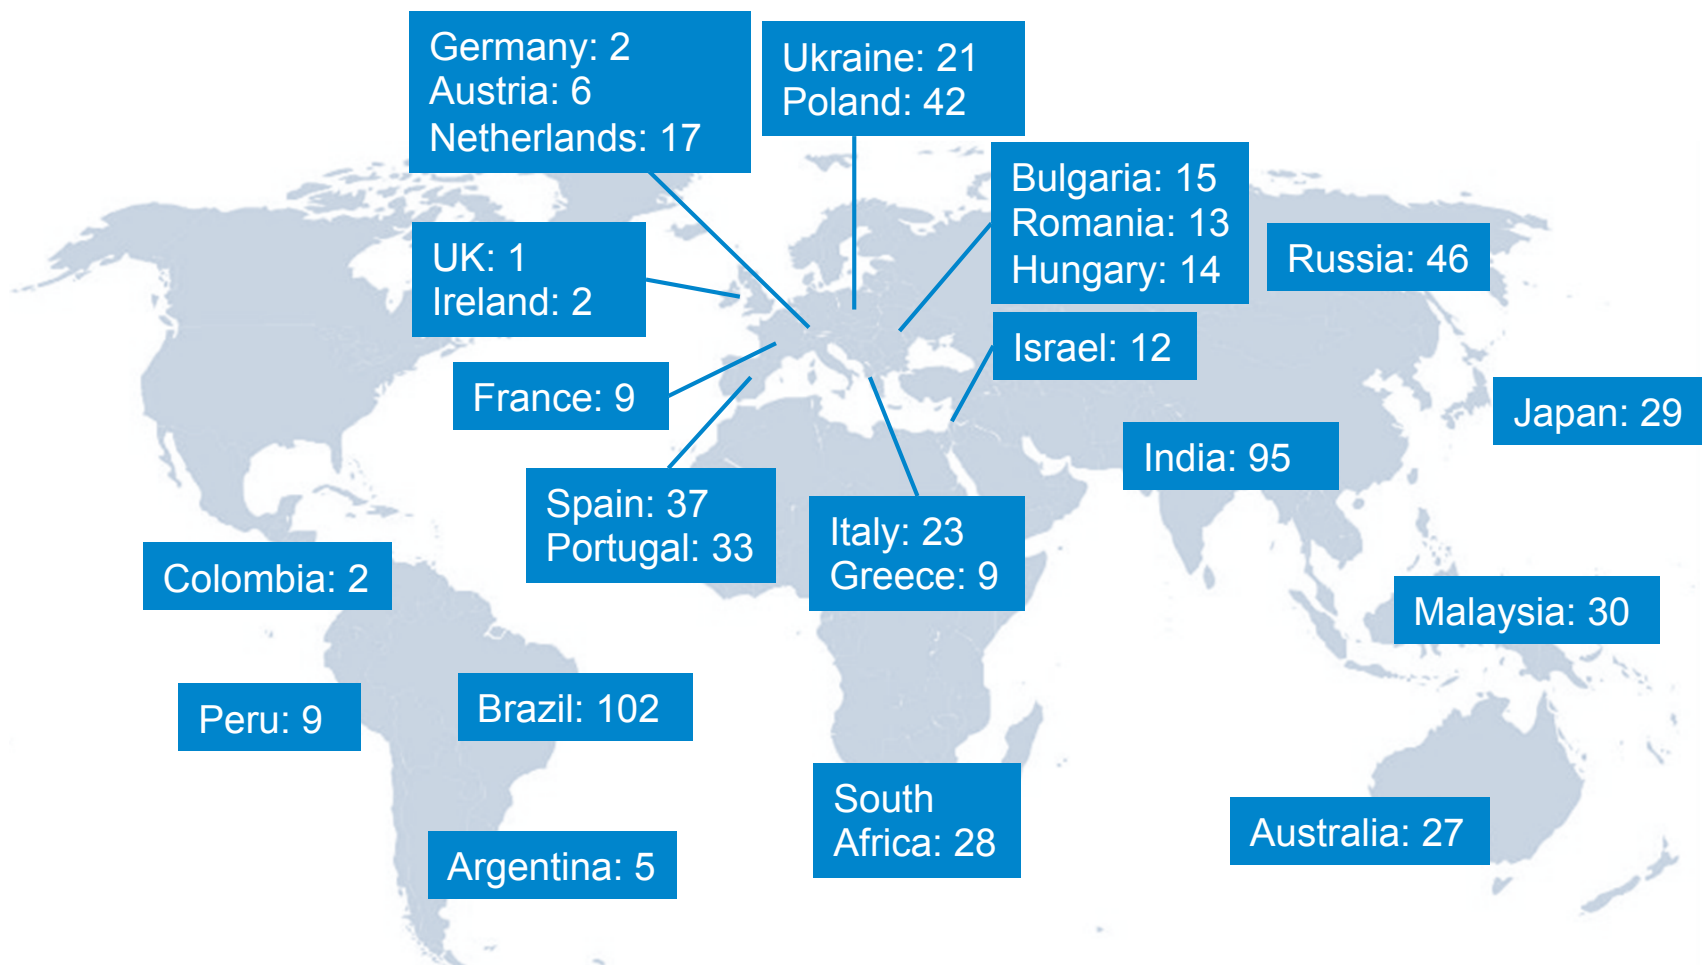 Germany: 2
Austria: 6
Netherlands: 17
Ukraine: 21
Poland: 42
Bulgaria: 15
Romania: 13
Hungary: 14
UK: 1
Ireland: 2
Russia: 46
Israel: 12
France: 9
Japan: 29
India: 95
Spain: 37
Portugal: 33
Italy: 23
Greece: 9
Colombia: 2
Malaysia: 30
Peru: 9
Brazil: 102
South
Africa: 28
Australia: 27
Argentina: 5